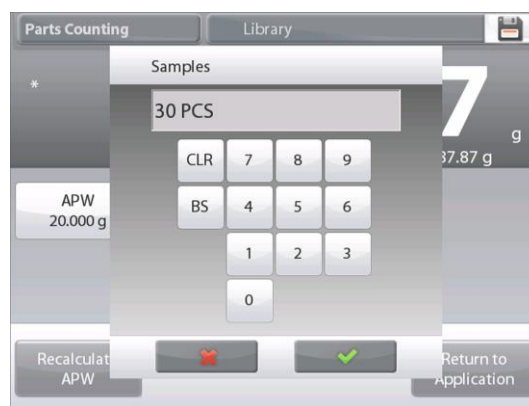 Parts Counting
Library
*
Samples
30 PCS
7
g
37.87 g
CLR 7 8 9
BS 4 5 6
1 2 3
0
APW
20.000 g
Recalculat
APW
Return to
Application